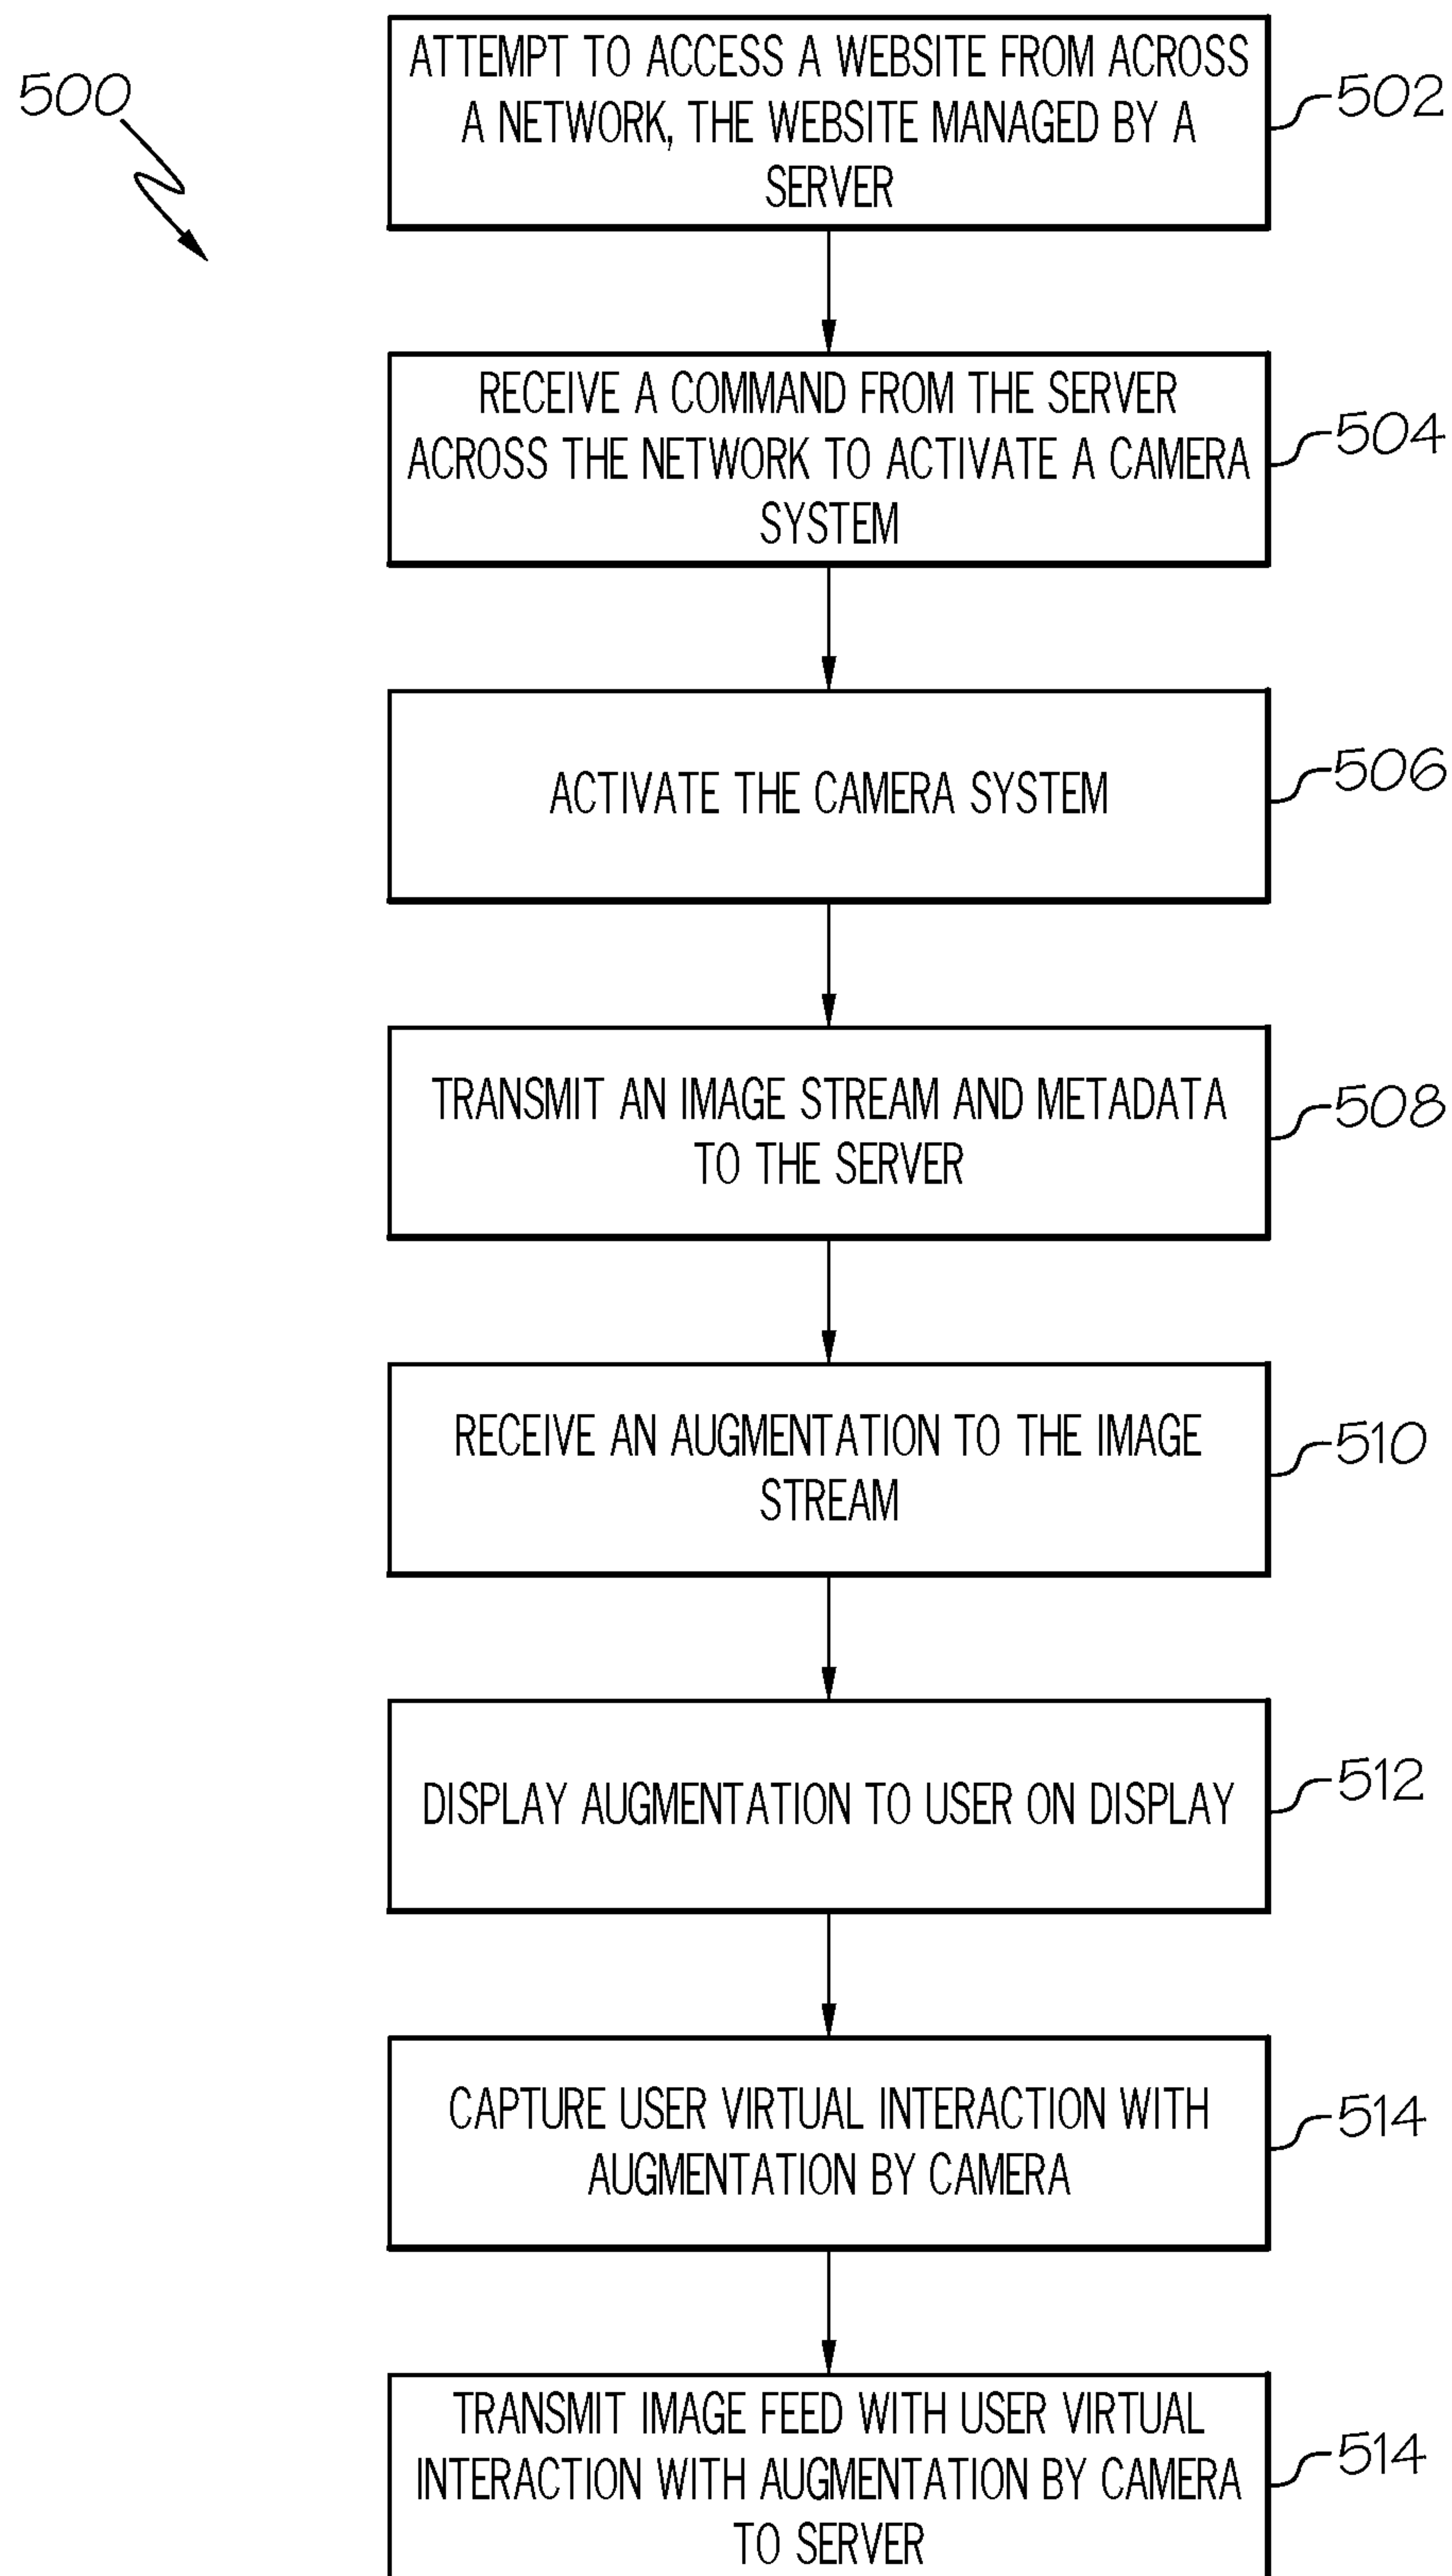 500
ATTEMPT TO ACCESS A WEBSITE FROM ACROSS
A NETWORK, THE WEBSITE MANAGED BY A
SERVER
502
RECEIVE A COMMAND FROM THE SERVER
ACROSS THE NETWORK TO ACTIVATE A CAMERA
SYSTEM
504
ACTIVATE THE CAMERA SYSTEM
506
TRANSMIT AN IMAGE STREAM AND METADATA
TO THE SERVER
508
RECEIVE AN AUGMENTATION TO THE IMAGE
STREAM
510
DISPLAY AUGMENTATION TO USER ON DISPLAY
512
CAPTURE USER VIRTUAL INTERACTION WITH
AUGMENTATION BY CAMERA
514
TRANSMIT IMAGE FEED WITH USER VIRTUAL
INTERACTION WITH AUGMENTATION BY CAMERA
TO SERVER
514